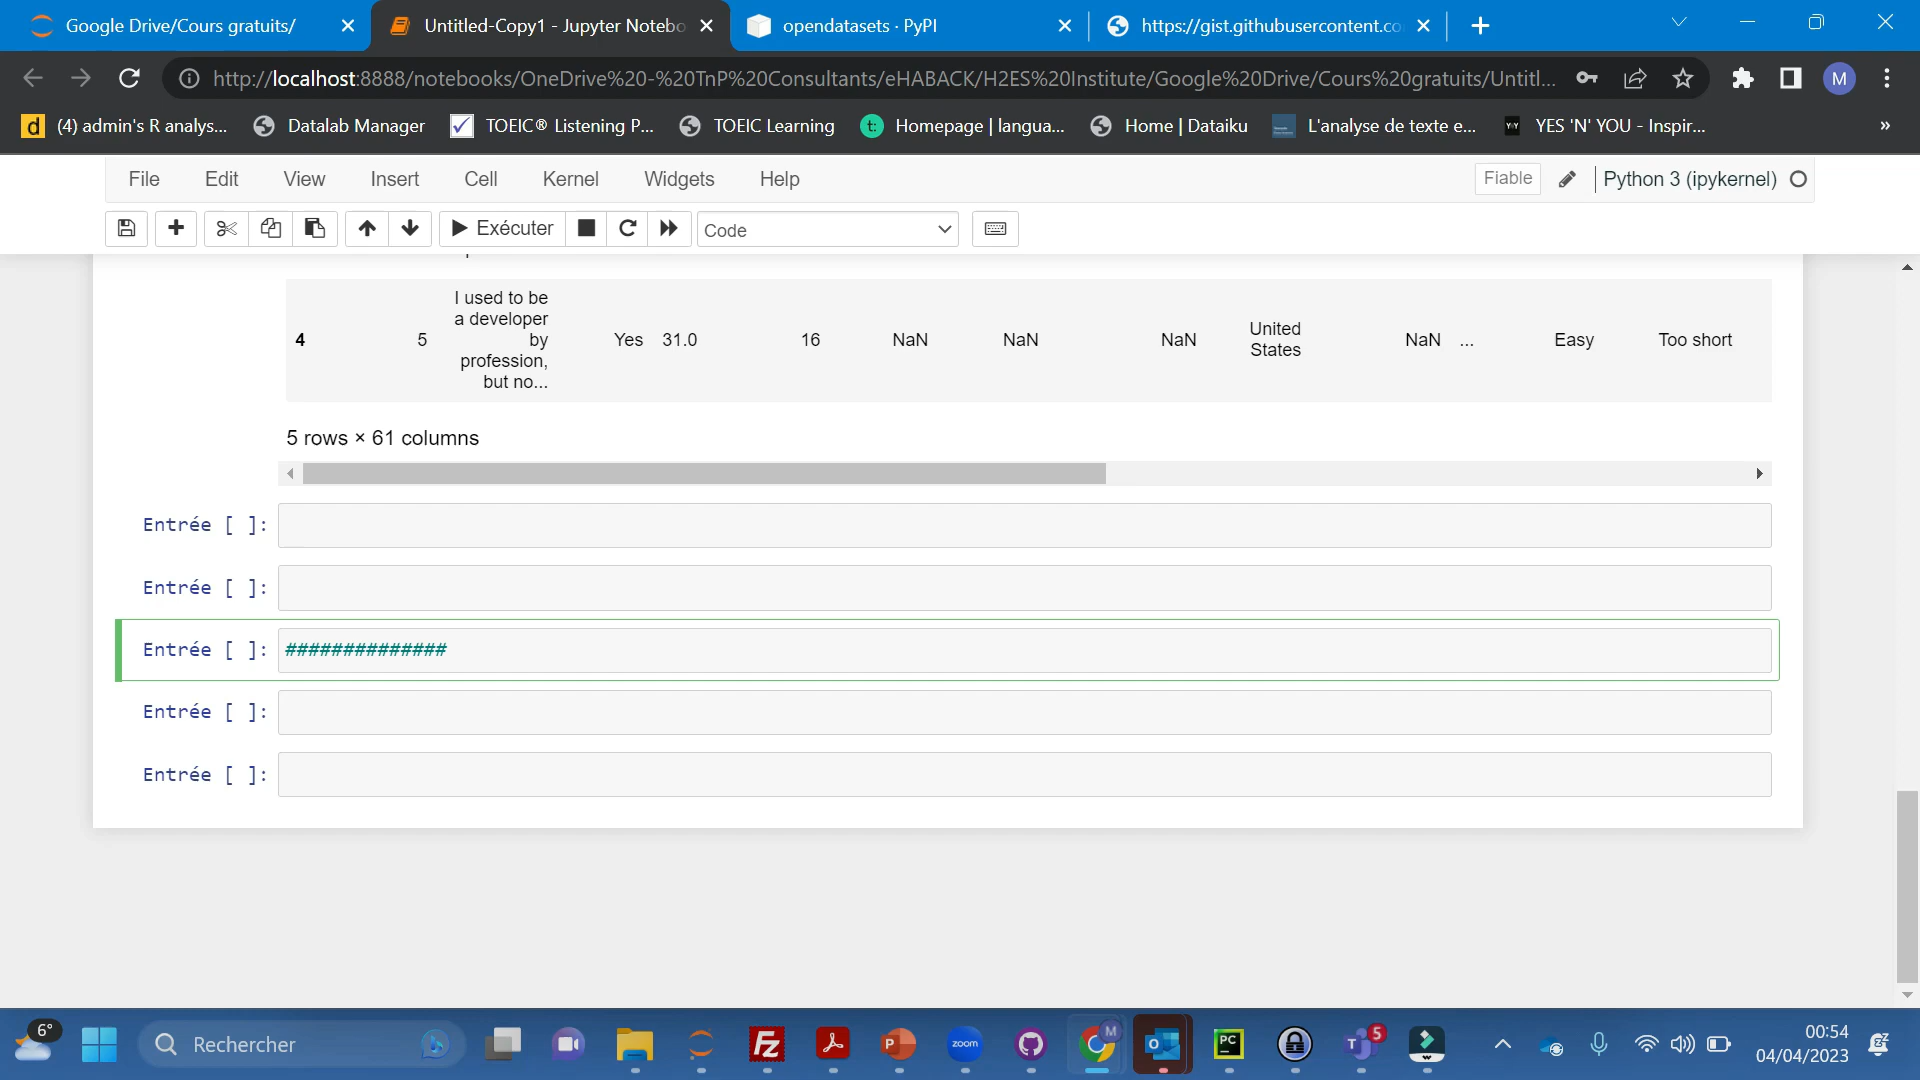 Google Drive/Cours gratuits/
Untitled-Copy1 - Jupyter Notebo
opendatasets · PyPI
https://gist.githubusercontent.co
http://localhost:8888/notebooks/OneDrive%20-%20TnP%20Consultants/eHABACK/H2ES%20Institute/Google%20Drive/Cours%20gratuits/Untitl...
M
d (4) admin's R analys...
Datalab Manager
TOEIC® Listening P...
TOEIC Learning
t: Homepage | langua...
Home | Dataiku
L'analyse de texte e...
YES 'N' YOU - Inspir...
»
File Edit View Insert Cell Kernel Widgets Help
Fiable
Python 3 (ipykernel)
Exécuter
Code
4 5 I used to be a developer by profession, but no... Yes 31.0 16 NaN NaN NaN United States NaN ... Easy Too short
5 rows × 61 columns
Entrée [ ]:
Entrée [ ]:
Entrée [ ]: ##############
Entrée [ ]:
Entrée [ ]:
6°
Rechercher
Fz
P
zoom
M
O
PC
T
5
00:54
04/04/2023